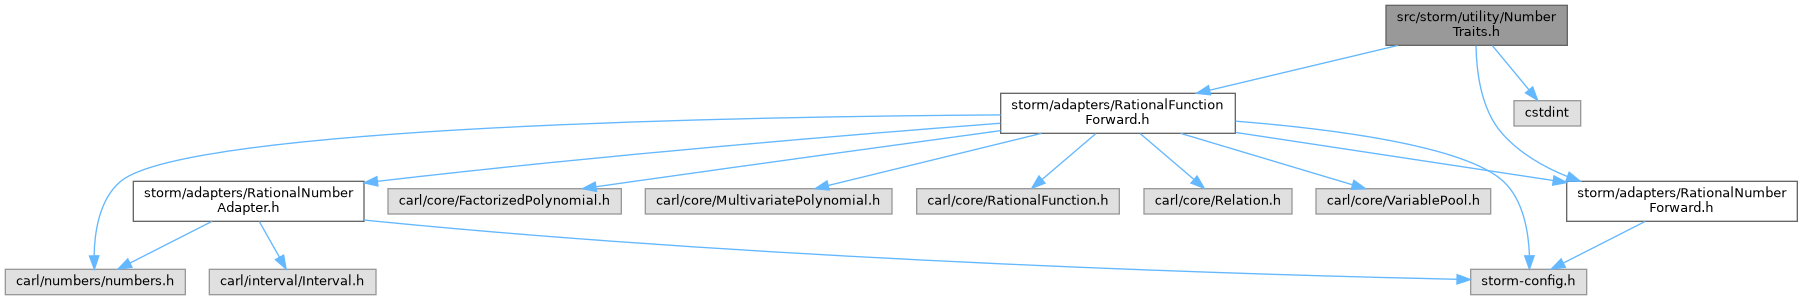 src/storm/utility/Number
Traits.h
storm/adapters/RationalFunction
Forward.h
cstdint
storm/adapters/RationalNumber
Adapter.h
carl/core/FactorizedPolynomial.h
carl/core/MultivariatePolynomial.h
carl/core/RationalFunction.h
carl/core/Relation.h
carl/core/VariablePool.h
storm/adapters/RationalNumber
Forward.h
carl/numbers/numbers.h
carl/interval/Interval.h
storm-config.h